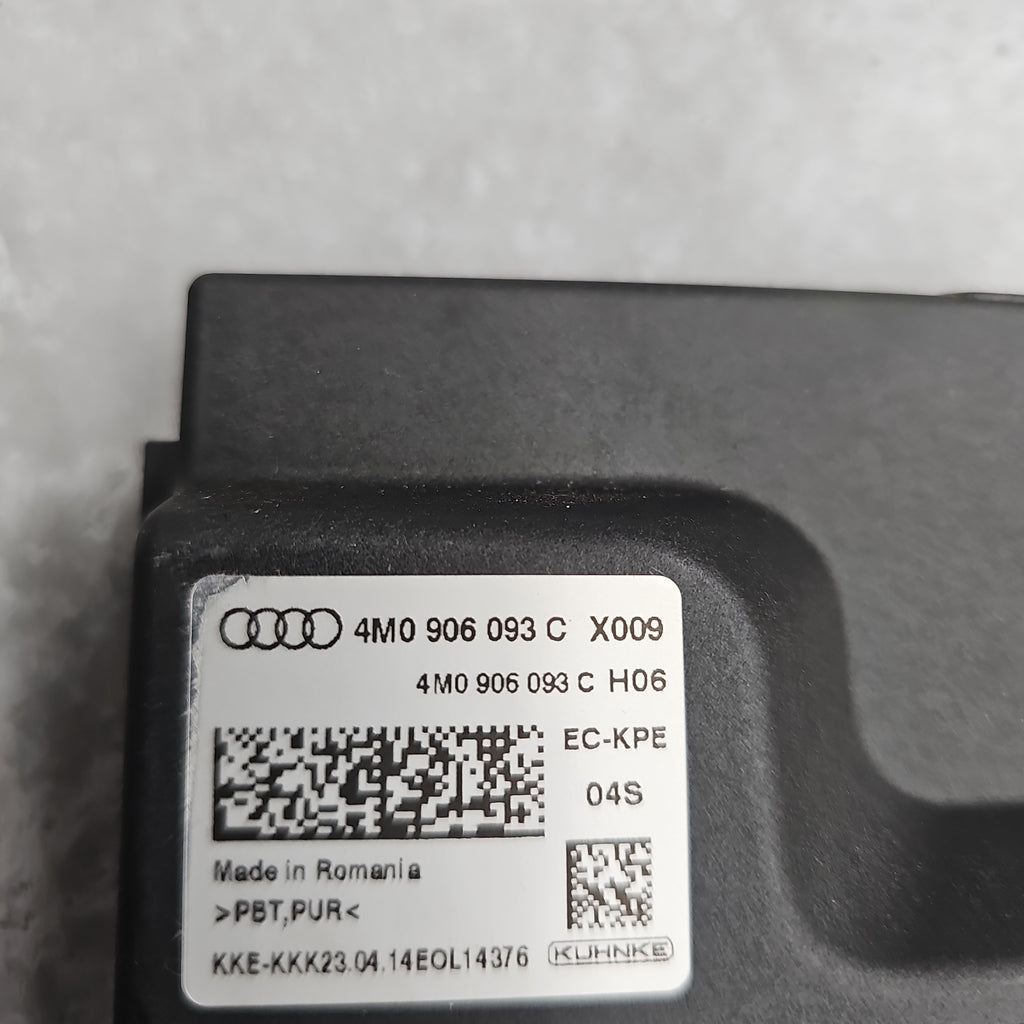 4M0 906 093 C X009
4M0 906 093 C H06
EC-KPE
04S
Made in Romania
>PBT,PUR<
KKE-KKK23.04.14EOL14376
KUHNKE